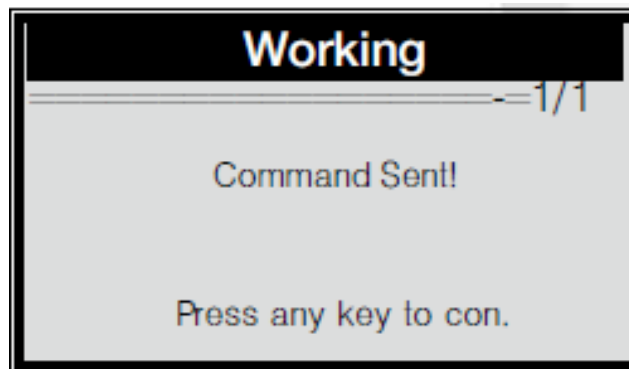 Working
==================-=1/1
Command Sent!
Press any key to con.